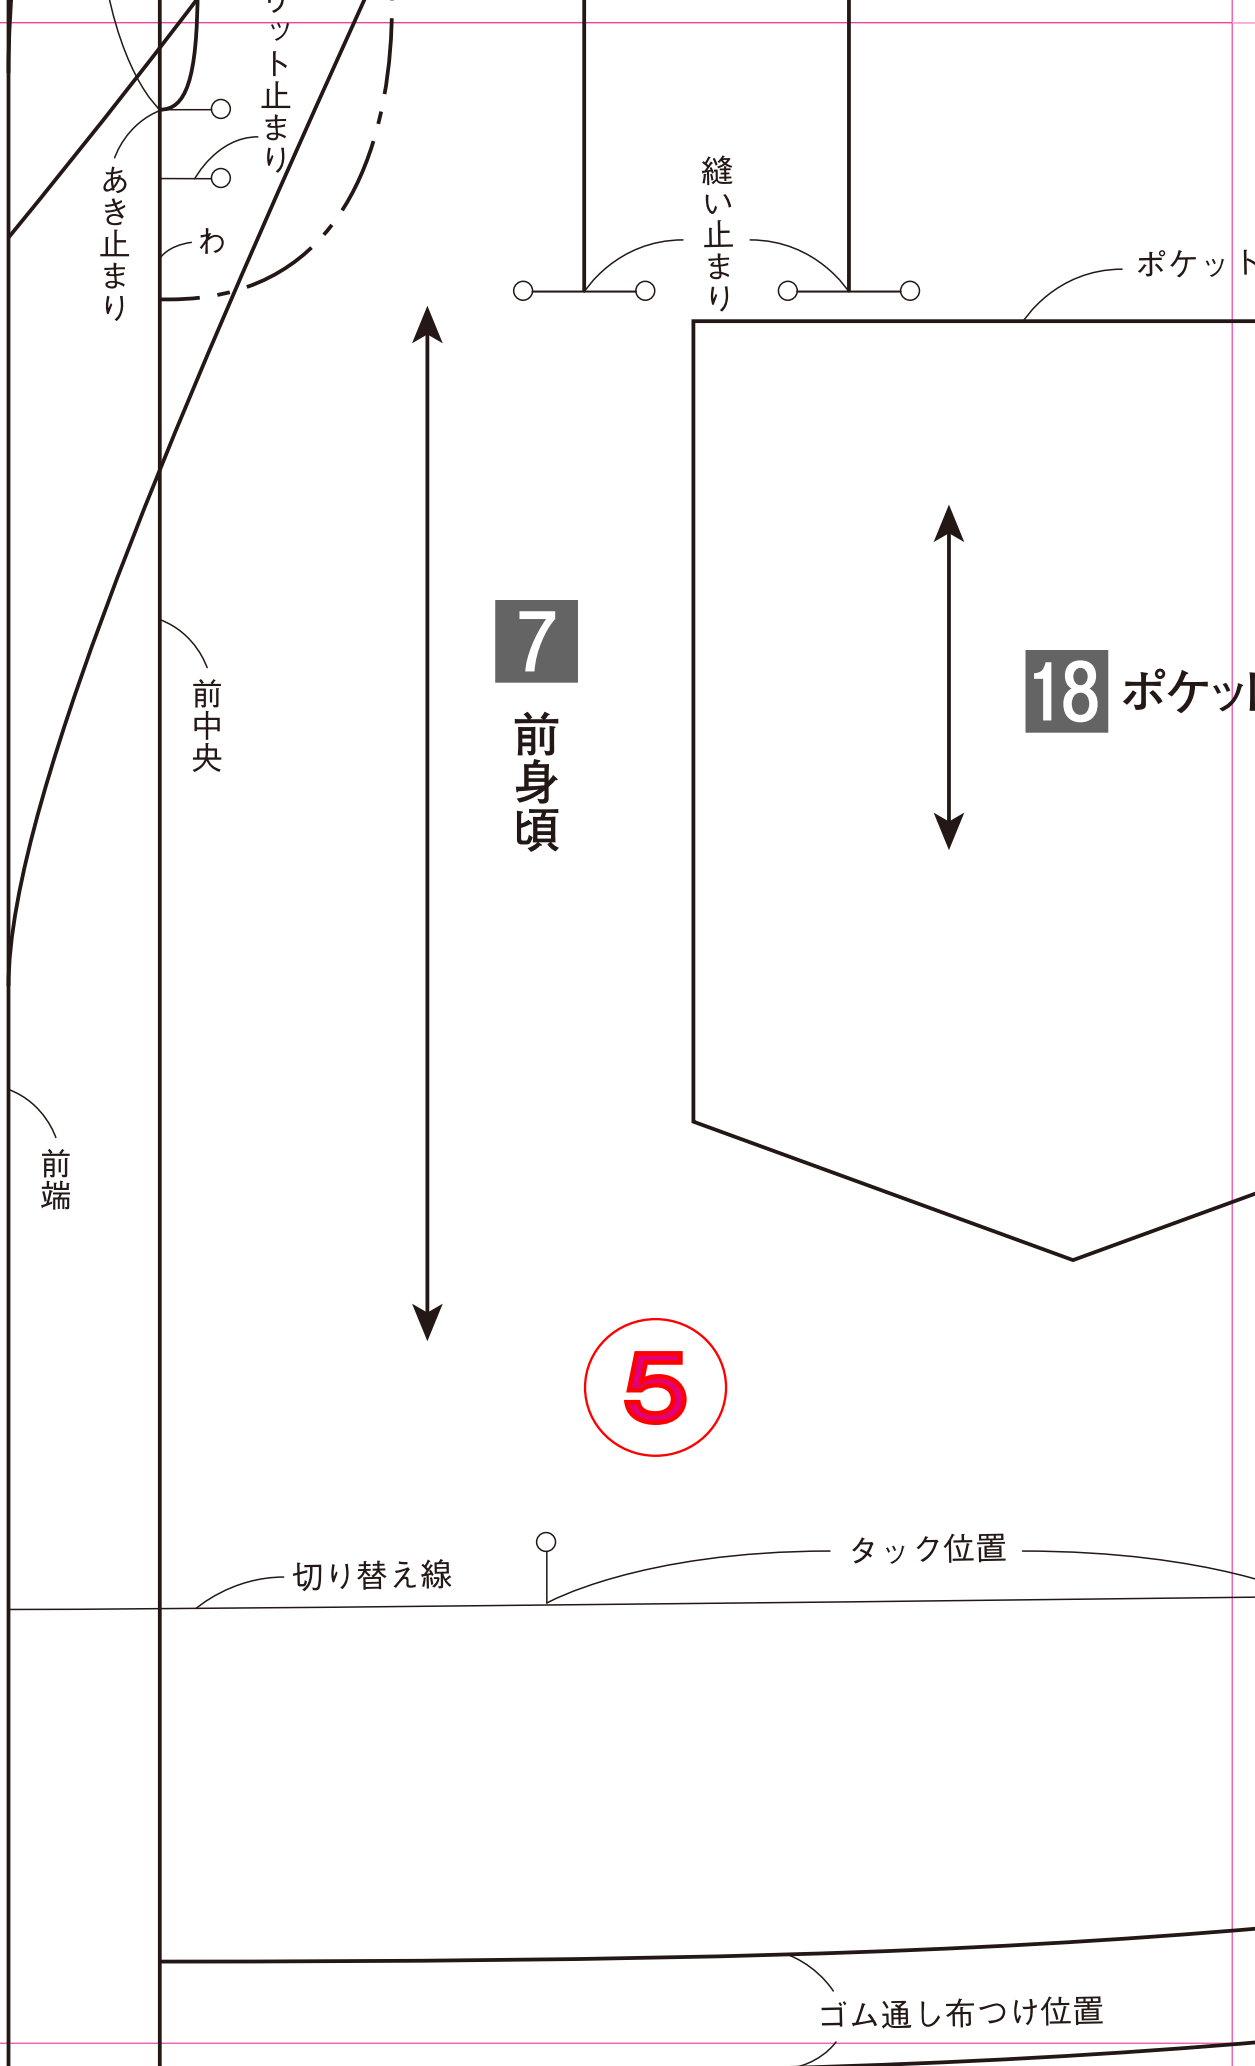 リット止まり
あき止まり
わ
縫い止まり
ポケット
7
前身頃
18 ポケット
前中央
前端
5
切り替え線
タック位置
ゴム通し布つけ位置